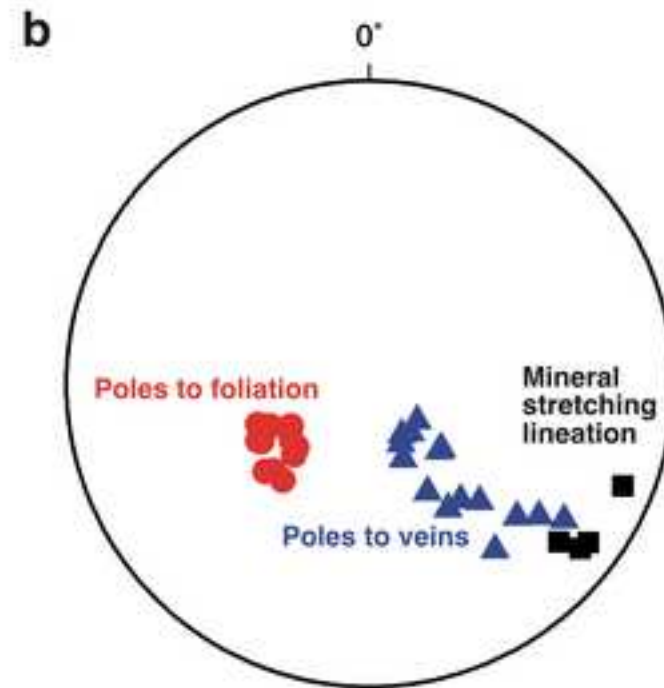 b
0°
Poles to foliation
Mineral
stretching
lineation
Poles to veins